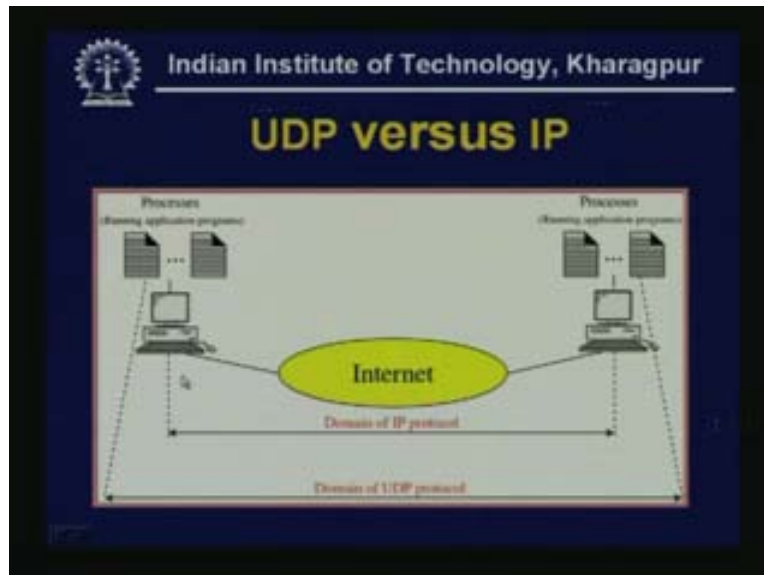 Indian Institute of Technology, Kharagpur
UDP versus IP
Processes
(Running application programs)
Processes
(Running application programs)
...
...
Internet
Domain of IP protocol
Domain of UDP protocol